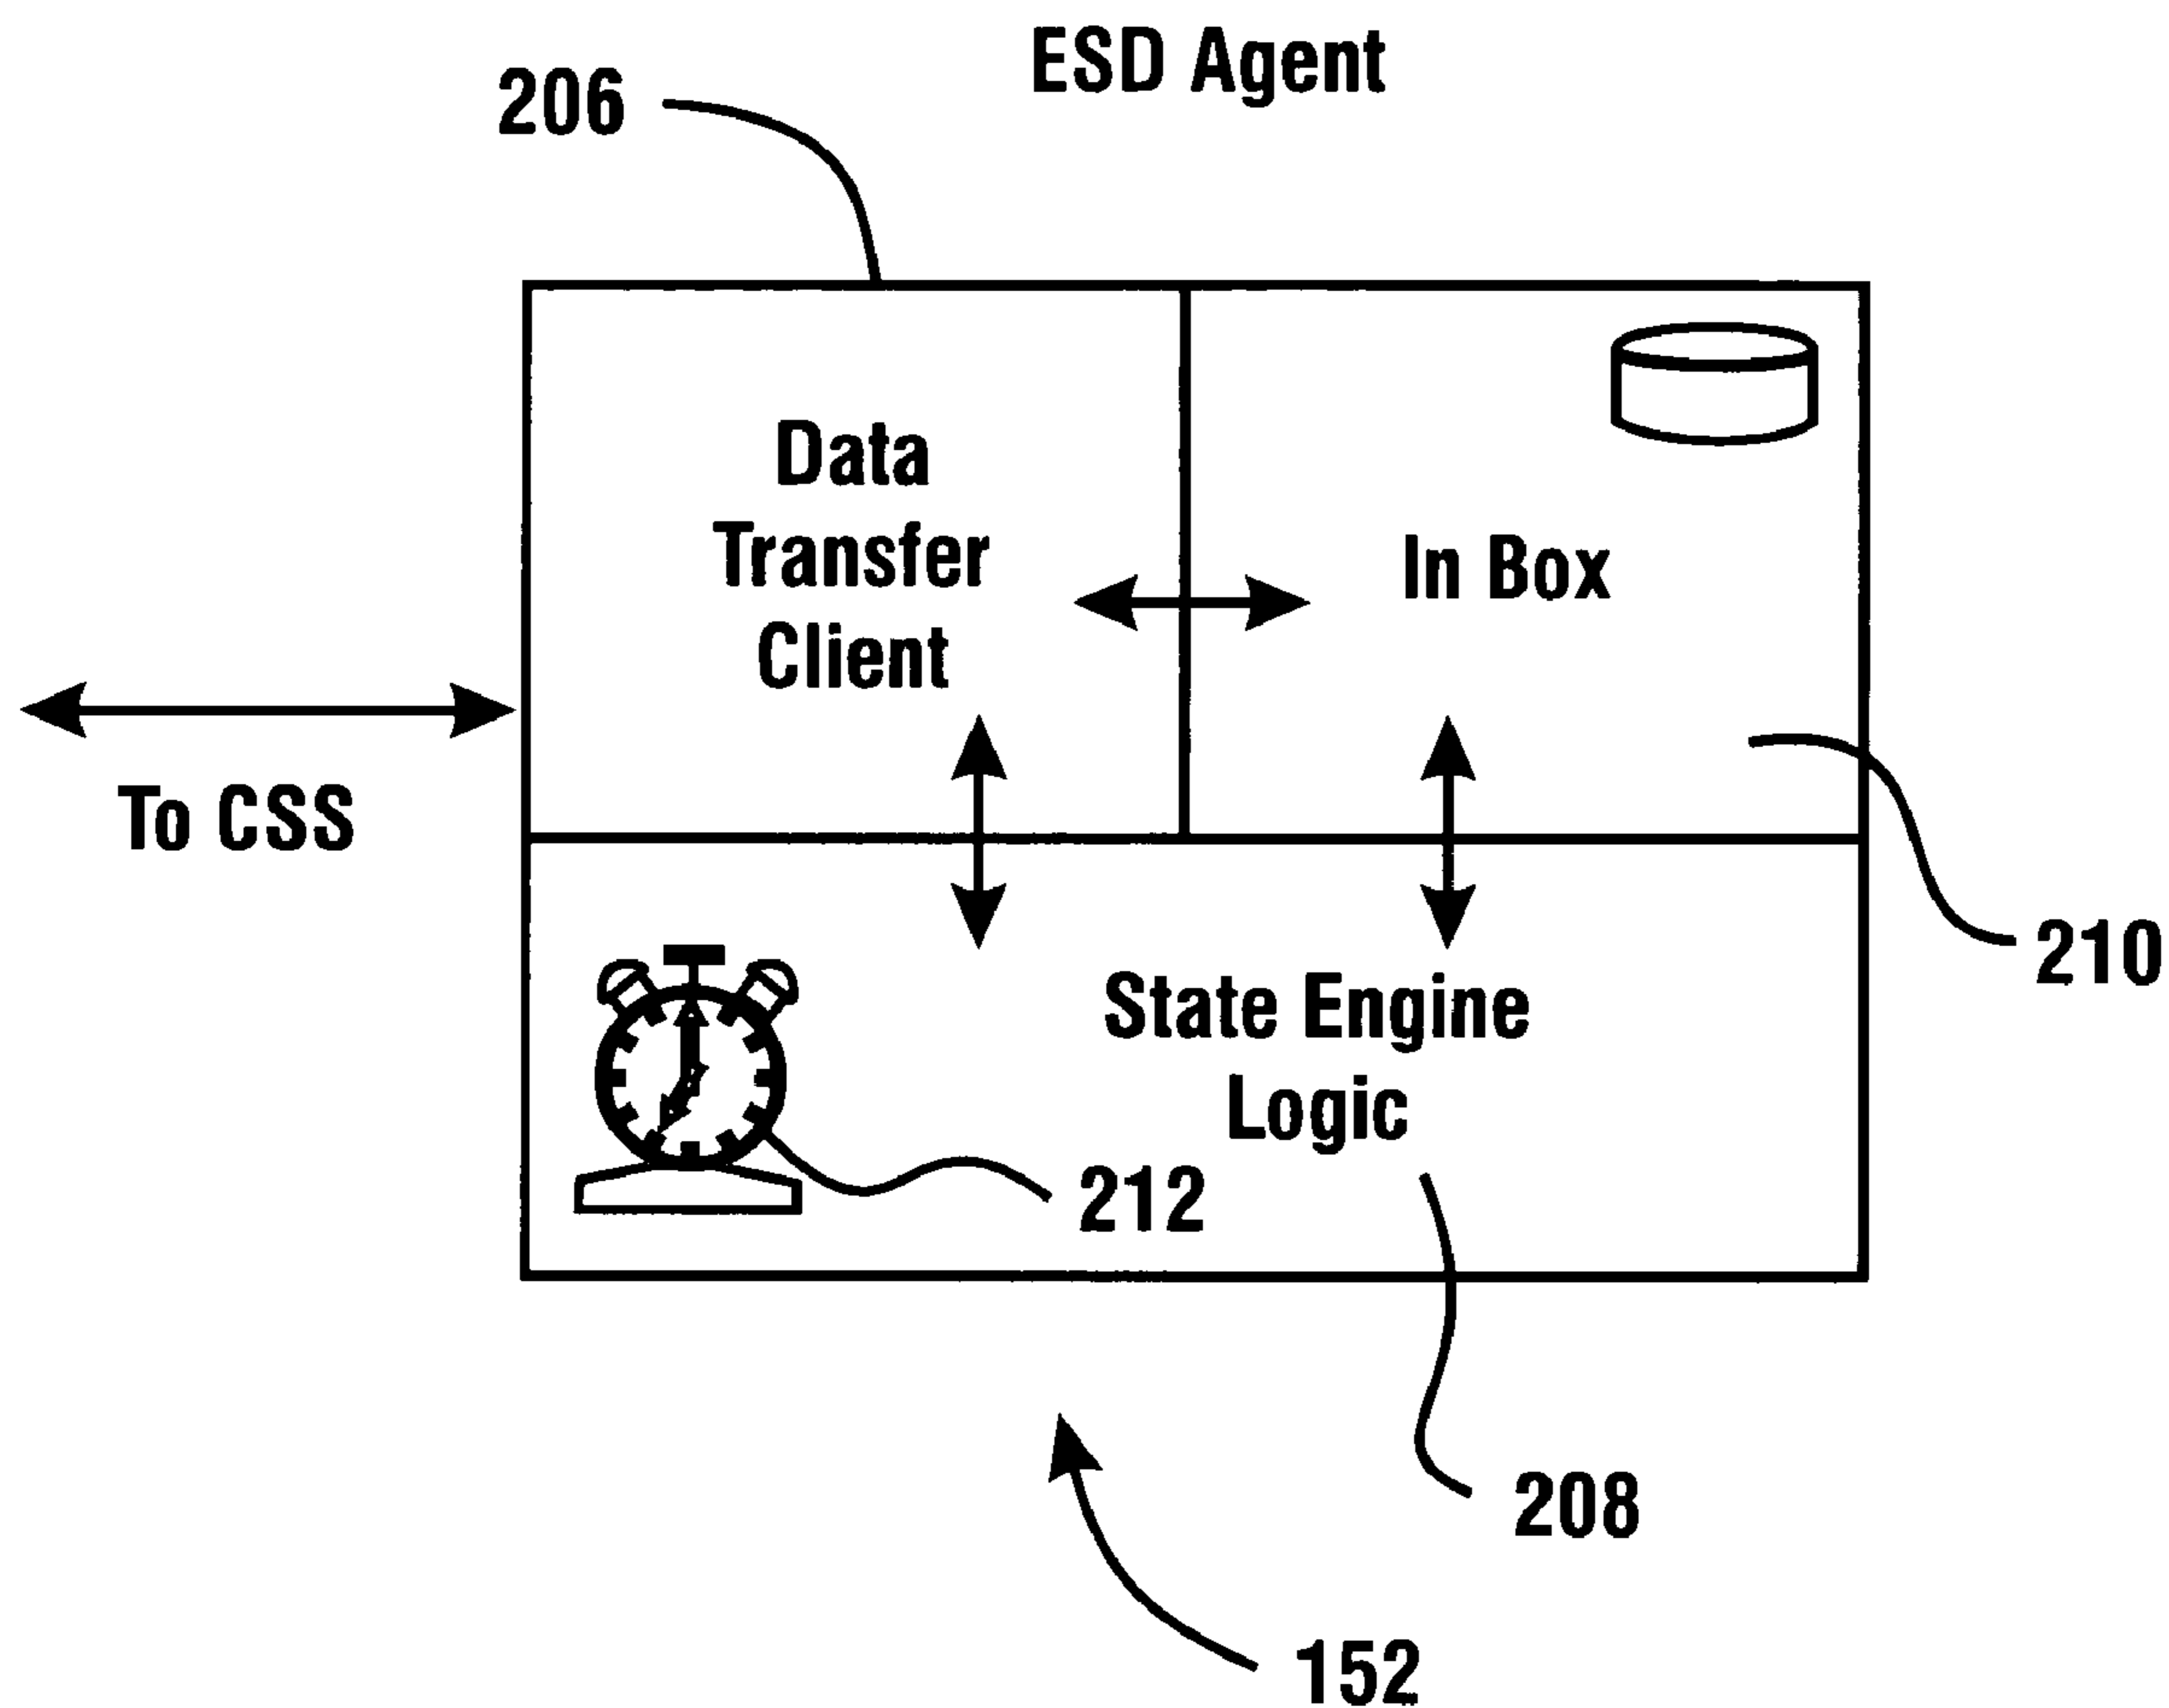 ESD Agent
206
Data
Transfer
Client
In Box
To CSS
210
State Engine
Logic
212
208
152